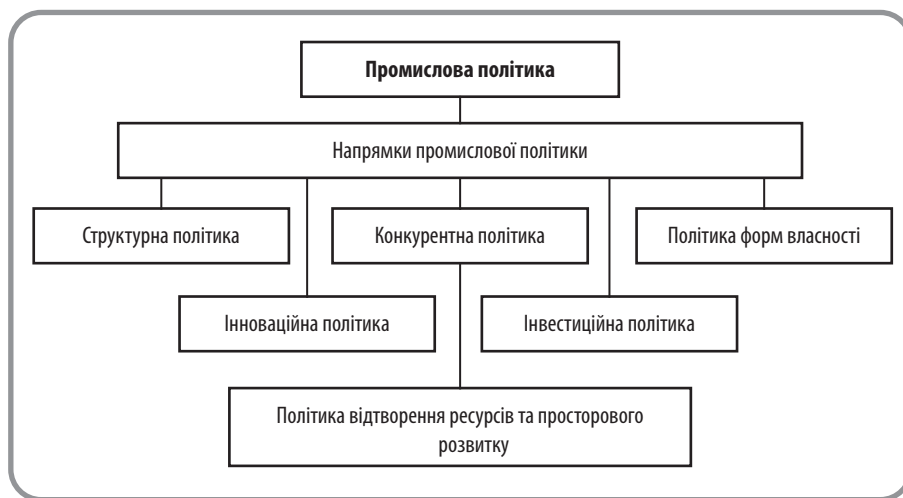 Промислова політика
Напрямки промислової політики
Структурна політика
Конкурентна політика
Політика форм власності
Інноваційна політика
Інвестиційна політика
Політика відтворення ресурсів та просторового
розвитку